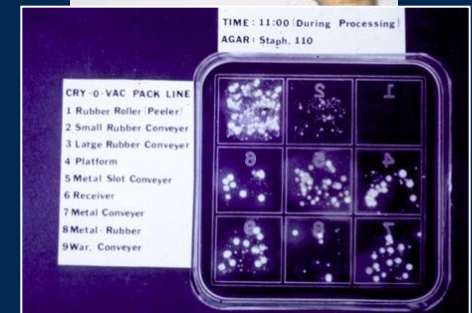 TIME : 11:00 (During Processing)
AGAR : Staph. 110
CRY-O-VAC PACK LINE
1 Rubber Roller (Peeler)
2 Small Rubber Conveyer
3 Large Rubber Conveyer
4 Platform
5 Metal Slot Conveyer
6 Receiver
7 Metal Conveyer
8 Metal - Rubber
9 War. Conveyer
2 1
6 5 4
9 8 7